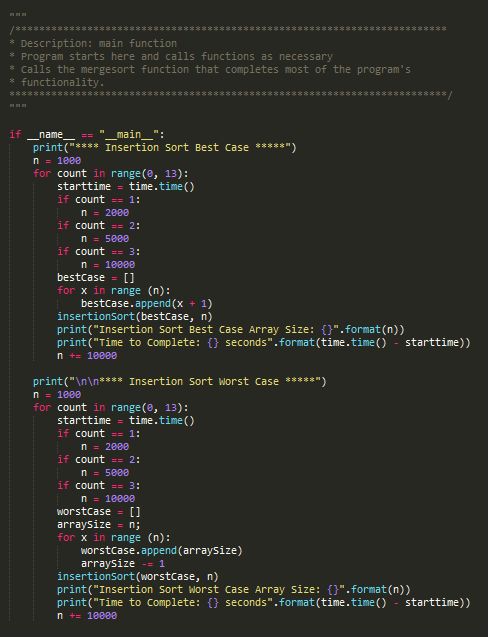 """
/************************************************************************
* Description: main function
* Program starts here and calls functions as necessary
* Calls the mergesort function that completes most of the program's
* functionality.
*************************************************************************/
"""
if __name__ == "__main__":
    print("**** Insertion Sort Best Case *****")
    n = 1000
    for count in range(0, 13):
        starttime = time.time()
        if count == 1:
            n = 2000
        if count == 2:
            n = 5000
        if count == 3:
            n = 10000
        bestCase = []
        for x in range (n):
            bestCase.append(x + 1)
        insertionSort(bestCase, n)
        print("Insertion Sort Best Case Array Size: {}".format(n))
        print("Time to Complete: {} seconds".format(time.time() - starttime))
        n += 10000
    print("\n\n**** Insertion Sort Worst Case *****")
    n = 1000
    for count in range(0, 13):
        starttime = time.time()
        if count == 1:
            n = 2000
        if count == 2:
            n = 5000
        if count == 3:
            n = 10000
        worstCase = []
        arraySize = n;
        for x in range (n):
            worstCase.append(arraySize)
            arraySize -= 1
        insertionSort(worstCase, n)
        print("Insertion Sort Worst Case Array Size: {}".format(n))
        print("Time to Complete: {} seconds".format(time.time() - starttime))
        n += 10000